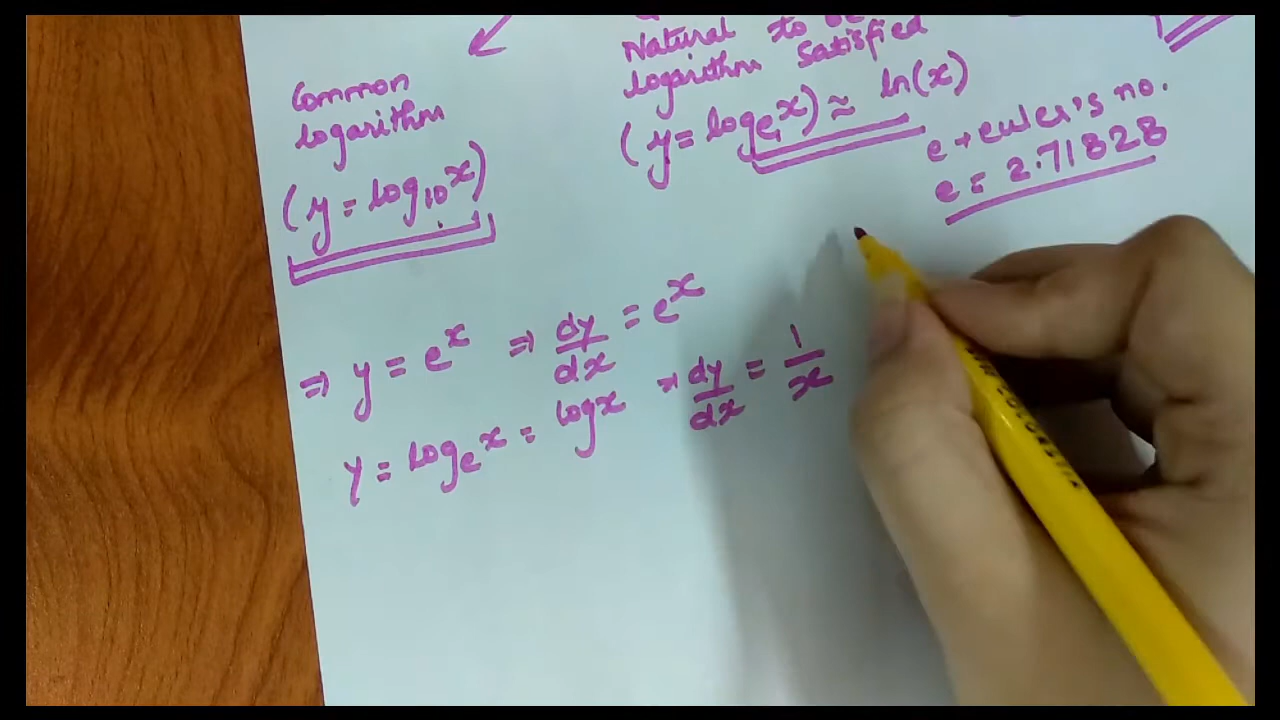 Common
logarithm
(y = log₁₀x)
Natural to be
logarithm Satisfied
(y = logₑx) ≈ ln(x)
e → euler's no.
e = 2.71828
⇒ y = eˣ ⇒ dy/dx = eˣ
y = logₑx = logx ⇒ dy/dx = 1/x